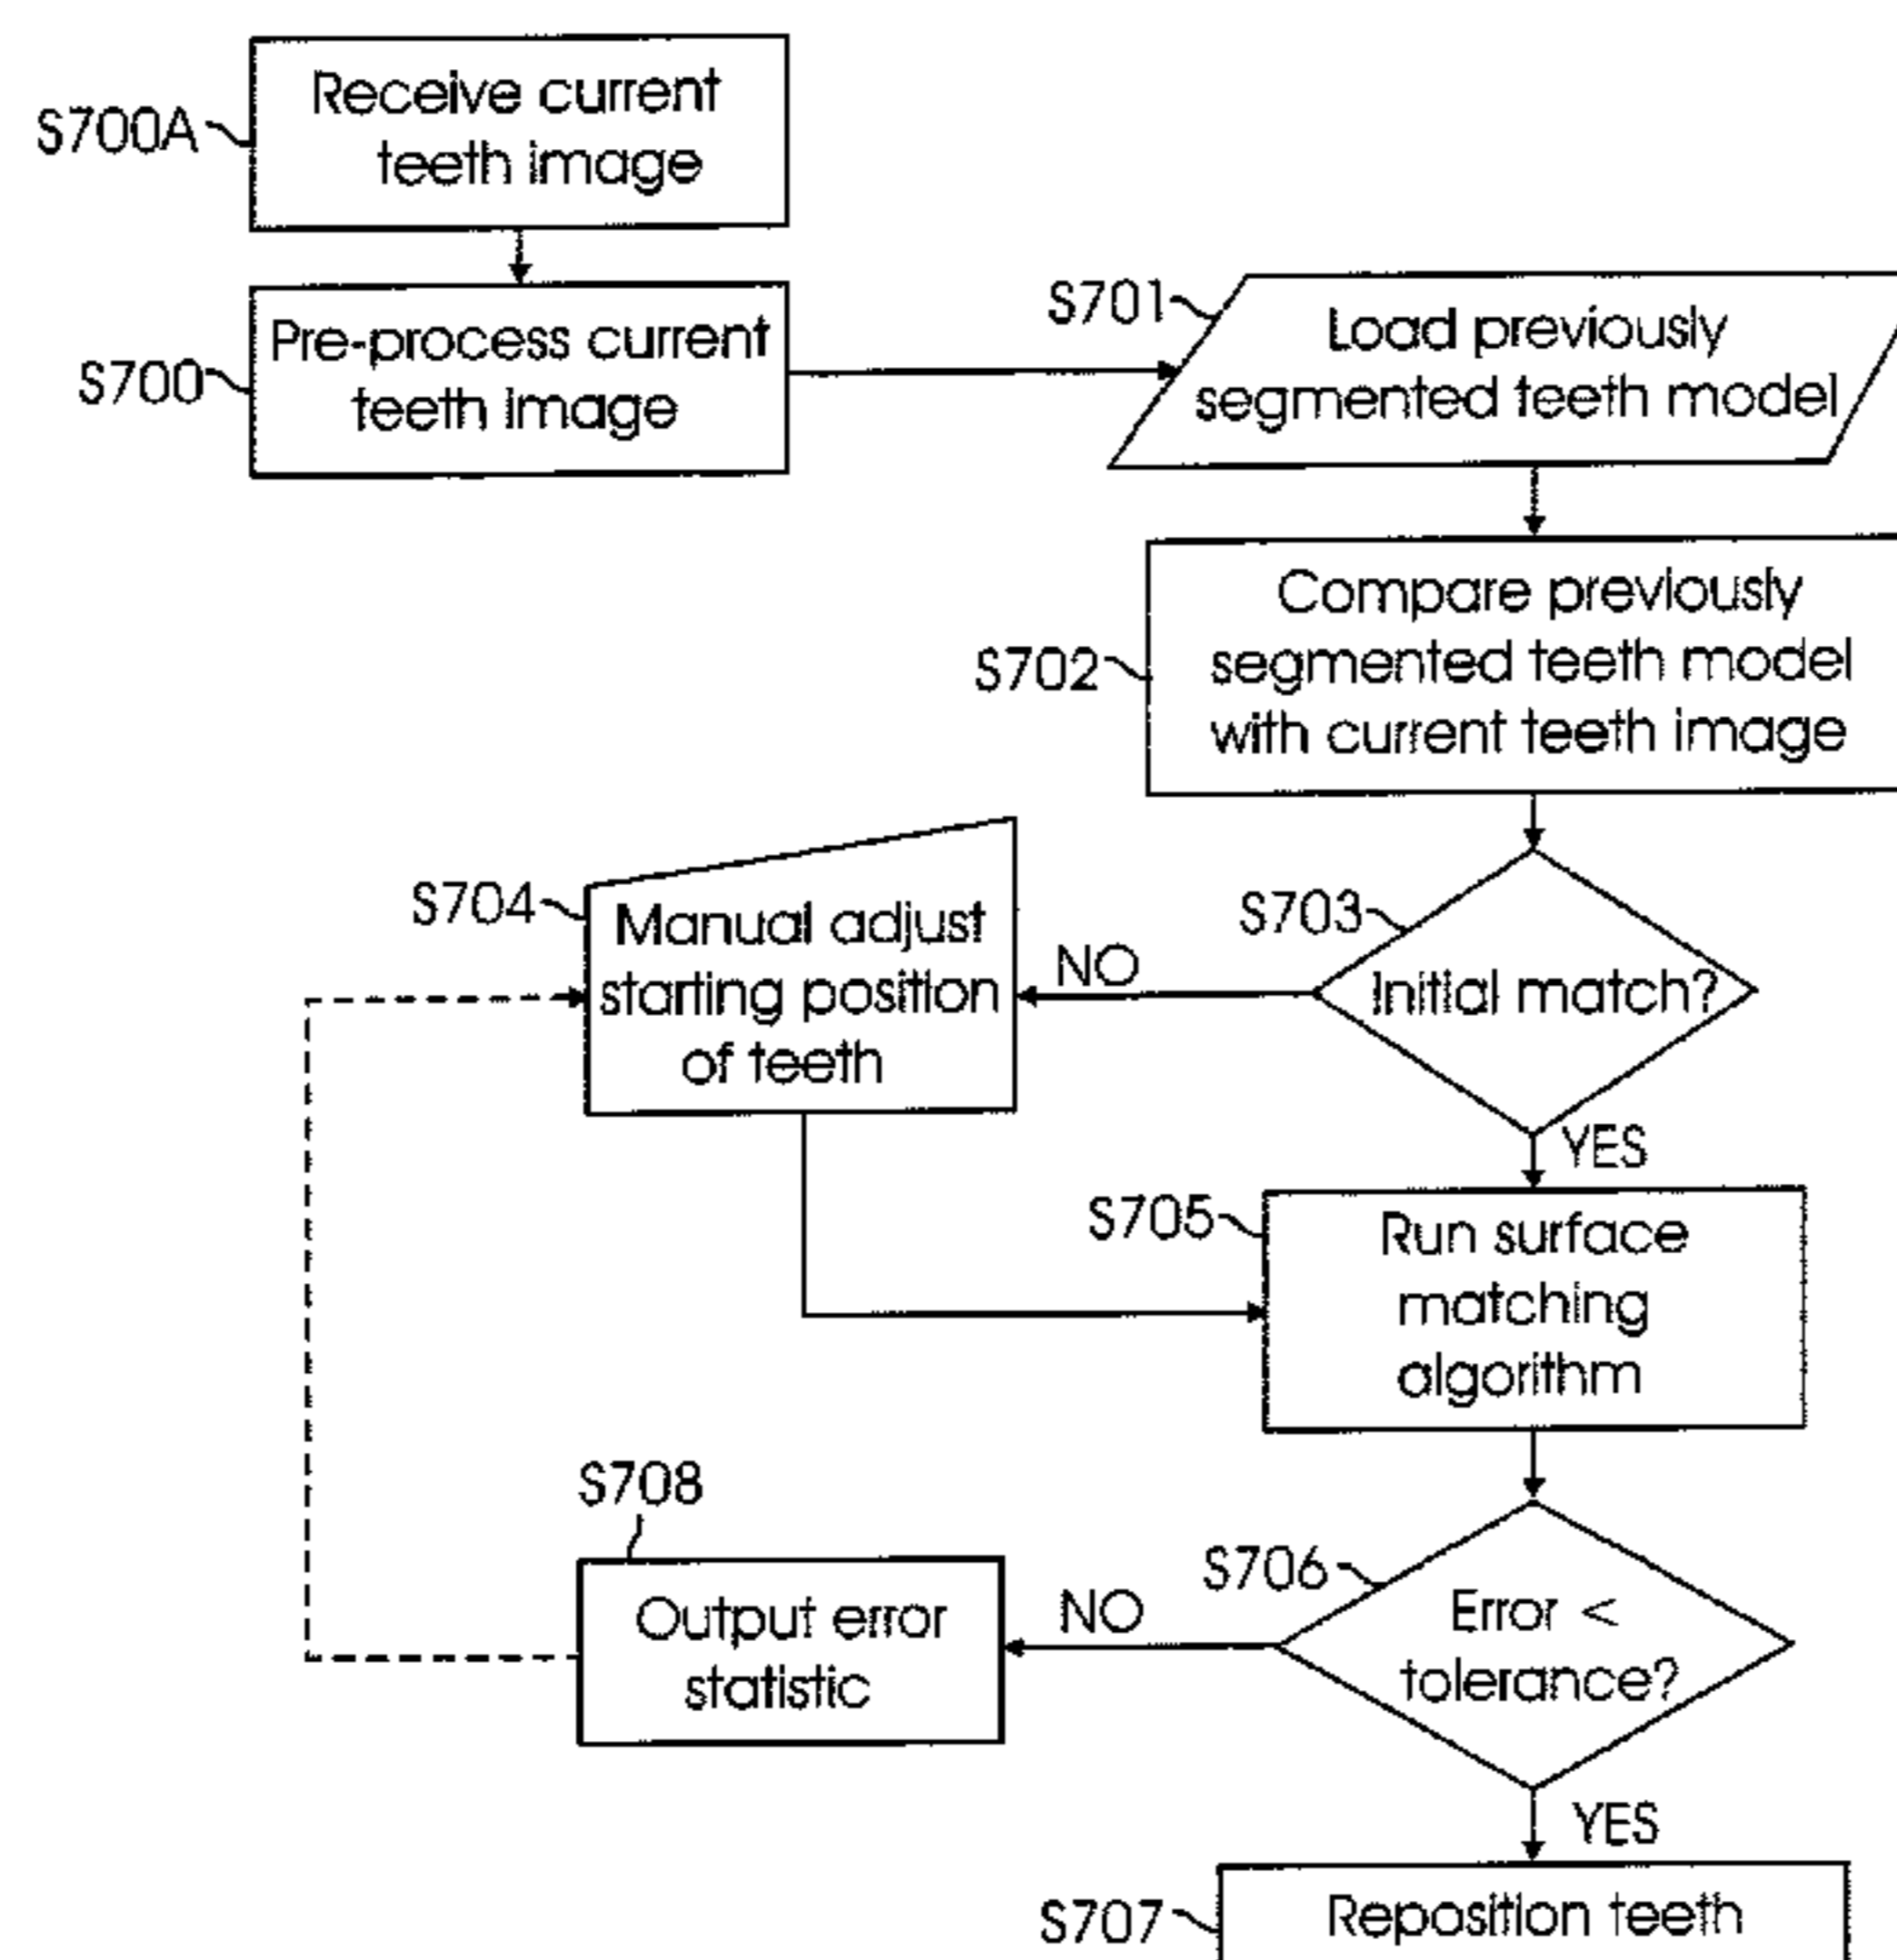 S700A
Receive current
teeth image
S700
Pre-process current
teeth image
S701
Load previously
segmented teeth model
S702
Compare previously
segmented teeth model
with current teeth image
S703
Initial match?
NO
YES
S704
Manual adjust
starting position
of teeth
S705
Run surface
matching
algorithm
S706
Error <
tolerance?
NO
YES
S708
Output error
statistic
S707
Reposition teeth